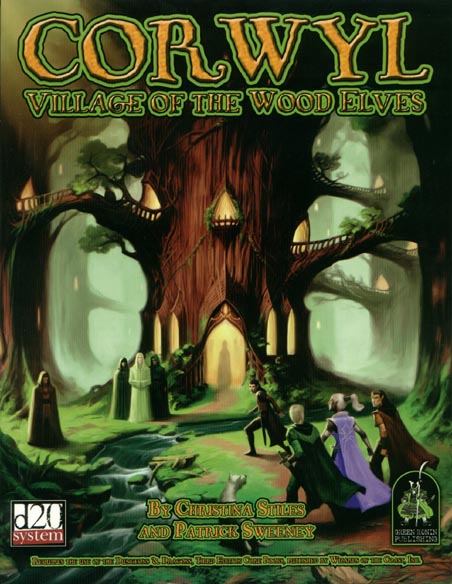 CORWYL
VILLAGE OF THE WOOD ELVES
BY CHRISTINA STILES
AND PATRICK SWEENEY
d20
system
GREEN RONIN
PUBLISHING
REQUIRES THE USE OF THE DUNGEONS & DRAGONS, THIRD EDITION CORE BOOKS, PUBLISHED BY WIZARDS OF THE COAST, INC.